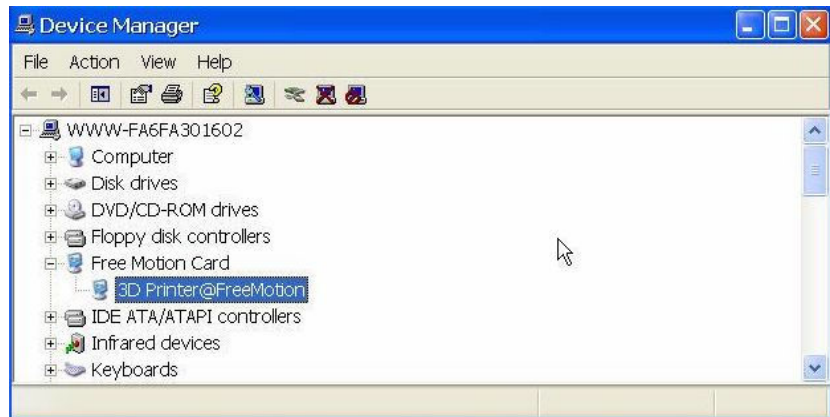 Device Manager
File Action View Help
WWW-FA6FA301602
Computer
Disk drives
DVD/CD-ROM drives
Floppy disk controllers
Free Motion Card
3D Printer@FreeMotion
IDE ATA/ATAPI controllers
Infrared devices
Keyboards